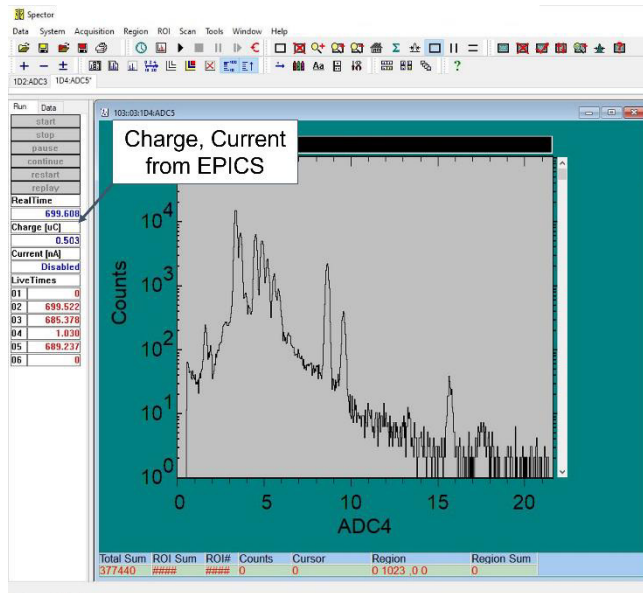 Spector
Data System Acquisition Region ROI Scan Tools Window Help
1D2:ADC3 1D4:ADC5*
Run Data
103::03:1D4:ADC5
start
stop
pause
continue
restart
replay
RealTime
699.608
Charge [uC]
0.503
Current [nA]
Disabled
LiveTimes
01 0
02 699.522
03 685.378
04 1.030
05 689.237
06 0
Charge, Current
from EPICS
Counts
10^4
10^3
10^2
10^1
10^0
0 5 10 15 20
ADC4
Total Sum ROI Sum ROI# Counts Cursor Region Region Sum
377440 #### #### 0 0 0 1023 ,0 0 0